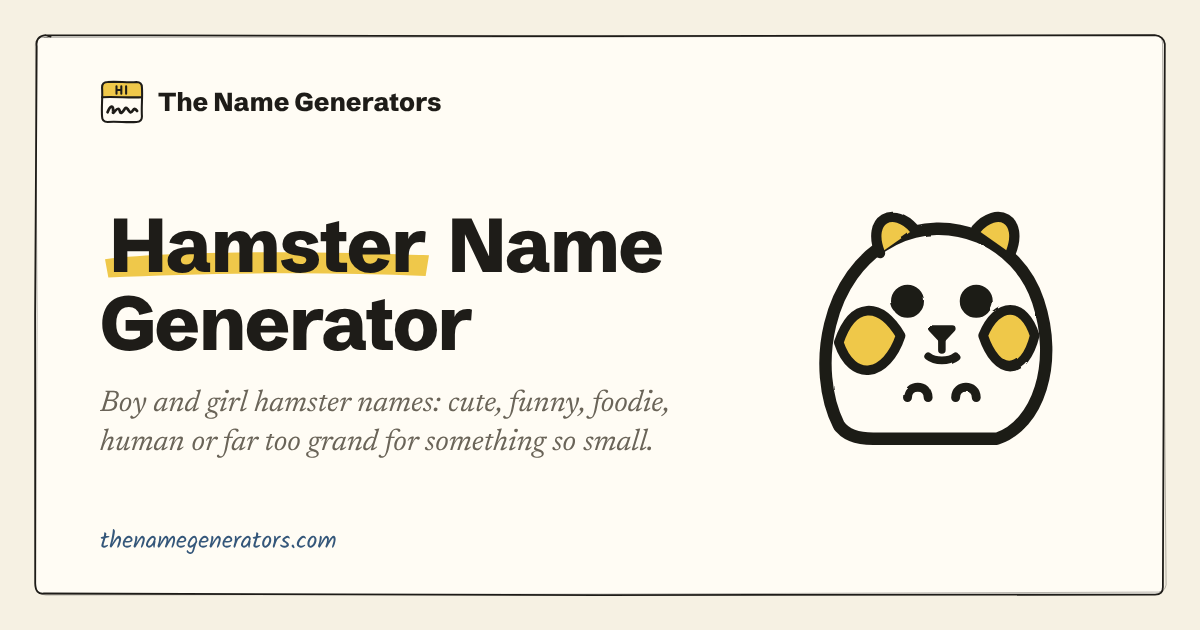 HI
The Name Generators
Hamster Name
Generator
Boy and girl hamster names: cute, funny, foodie,
human or far too grand for something so small.
thenamegenerators.com